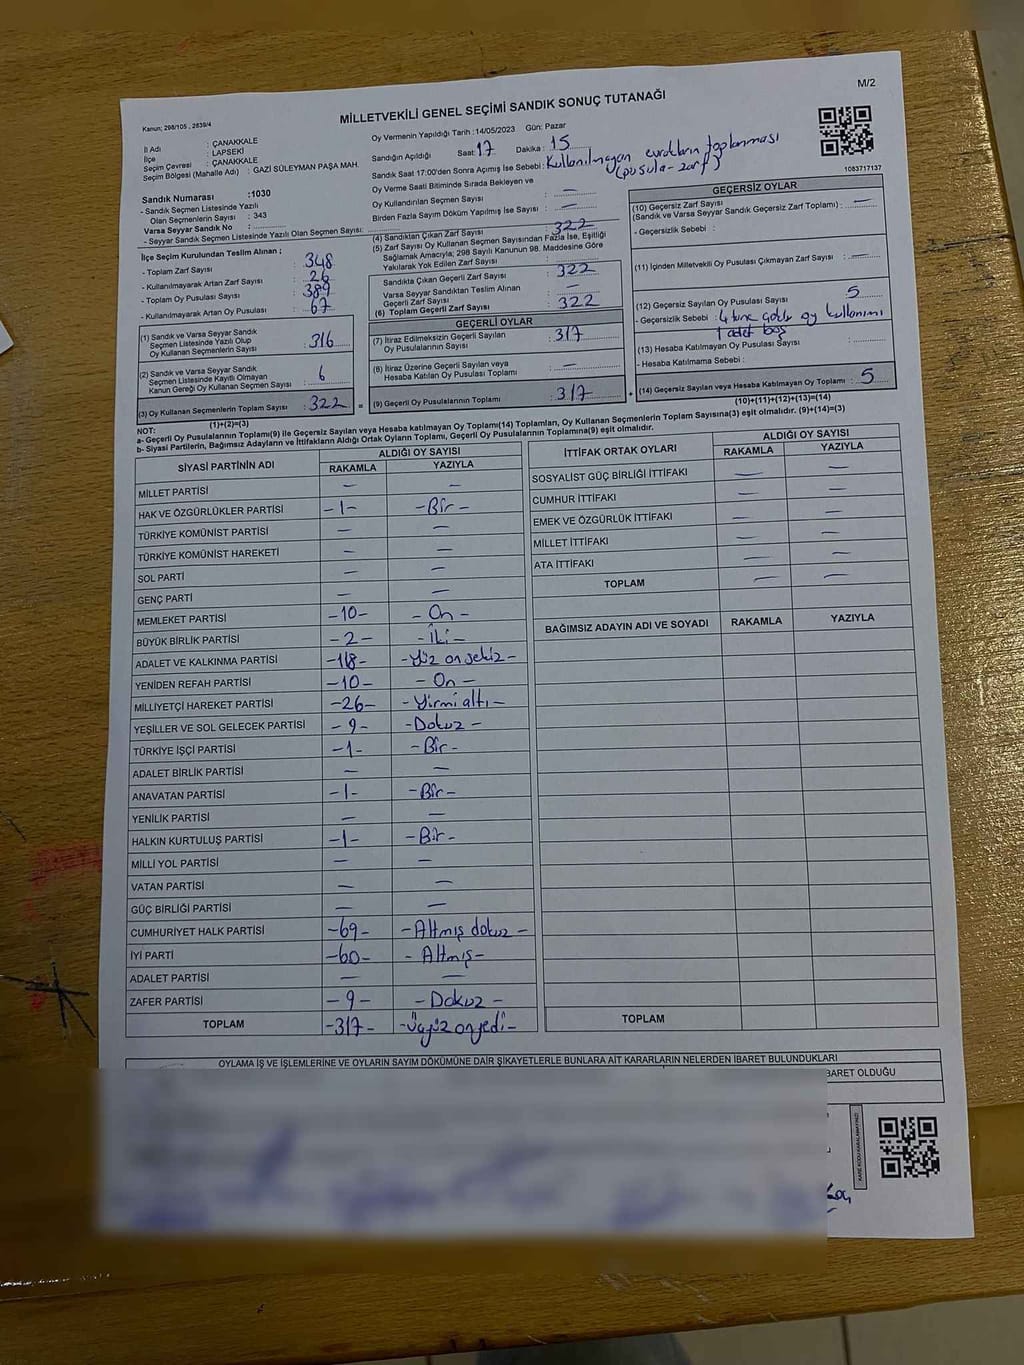 M/2
MİLLETVEKİLİ GENEL SEÇİMİ SANDIK SONUÇ TUTANAĞI
Kanun; 298/105 , 2839/4
İl Adı : ÇANAKKALE
İlçe : LAPSEKİ
Seçim Çevresi : ÇANAKKALE
Seçim Bölgesi (Mahalle Adı) : GAZİ SÜLEYMAN PAŞA MAH.
Oy Vermenin Yapıldığı Tarih :14/05/2023 Gün: Pazar
Sandığın Açıldığı Saat: 17 Dakika : 15
Sandık Saat 17:00'den Sonra Açılmış İse Sebebi : Kullanılmayan evrakların toplanması
(pusula - zarf)
Oy Verme Saati Bitiminde Sırada Bekleyen ve
Oy Kullandırılan Seçmen Sayısı : —
Birden Fazla Sayım Döküm Yapılmış İse Sayısı : —
1083717137
Sandık Numarası :1030
- Sandık Seçmen Listesinde Yazılı
Olan Seçmenlerin Sayısı : 343
Varsa Seyyar Sandık No :
- Seyyar Sandık Seçmen Listesinde Yazılı Olan Seçmen Sayısı:
İlçe Seçim Kurulundan Teslim Alınan ;
- Toplam Zarf Sayısı : 348
- Kullanılmayarak Artan Zarf Sayısı : 26
- Toplam Oy Pusulası Sayısı : 389
- Kullanılmayarak Artan Oy Pusulası : 67
(1) Sandık ve Varsa Seyyar Sandık
Seçmen Listesinde Yazılı Olup
Oy Kullanan Seçmenlerin Sayısı : 316
(2) Sandık ve Varsa Seyyar Sandık
Seçmen Listesinde Kayıtlı Olmayan
Kanun Gereği Oy Kullanan Seçmen Sayısı : 6
(3) Oy Kullanan Seçmenlerin Toplam Sayısı : 322
(1)+(2)=(3)
(4) Sandıktan Çıkan Zarf Sayısı : 322
(5) Zarf Sayısı Oy Kullanan Seçmen Sayısından Fazla İse, Eşitliği
Sağlamak Amacıyla; 298 Sayılı Kanunun 98. Maddesine Göre
Yakılarak Yok Edilen Zarf Sayısı :
Sandıkta Çıkan Geçerli Zarf Sayısı : 322
Varsa Seyyar Sandıktan Teslim Alınan
Geçerli Zarf Sayısı : —
(6) Toplam Geçerli Zarf Sayısı : 322
GEÇERLİ OYLAR
(7) İtiraz Edilmeksizin Geçerli Sayılan
Oy Pusulalarının Sayısı : 317
(8) İtiraz Üzerine Geçerli Sayılan veya
Hesaba Katılan Oy Pusulası Toplamı : —
= (9) Geçerli Oy Pusulalarının Toplamı : 317
GEÇERSİZ OYLAR
(10) Geçersiz Zarf Sayısı
(Sandık ve Varsa Seyyar Sandık Geçersiz Zarf Toplamı) : —
- Geçersizlik Sebebi :
(11) İçinden Milletvekili Oy Pusulası Çıkmayan Zarf Sayısı : —
(12) Geçersiz Sayılan Oy Pusulası Sayısı : 5
- Geçersizlik Sebebi : 4 tane çoklu oy kullanımı
1 adet boş
(13) Hesaba Katılmayan Oy Pusulası Sayısı :
- Hesaba Katılmama Sebebi :
+ (14) Geçersiz Sayılan veya Hesaba Katılmayan Oy Toplamı : 5
(10)+(11)+(12)+(13)=(14)
NOT:
a- Geçerli Oy Pusulalarının Toplamı(9) ile Geçersiz Sayılan veya Hesaba katılmayan Oy Toplamı(14) Toplamları, Oy Kullanan Seçmenlerin Toplam Sayısına(3) eşit olmalıdır. (9)+(14)=(3)
b- Siyasi Partilerin, Bağımsız Adayların ve İttifakların Aldığı Ortak Oyların Toplamı, Geçerli Oy Pusulalarının Toplamına(9) eşit olmalıdır.
SİYASİ PARTİNİN ADI ALDIĞI OY SAYISI
RAKAMLA YAZIYLA
MİLLET PARTİSİ — —
HAK VE ÖZGÜRLÜKLER PARTİSİ -1- -Bir-
TÜRKİYE KOMÜNİST PARTİSİ — —
TÜRKİYE KOMÜNİST HAREKETİ — —
SOL PARTİ — —
GENÇ PARTİ — —
MEMLEKET PARTİSİ -10- -On-
BÜYÜK BİRLİK PARTİSİ -2- -İki-
ADALET VE KALKINMA PARTİSİ -118- -Yüz on sekiz-
YENİDEN REFAH PARTİSİ -10- -On-
MİLLİYETÇİ HAREKET PARTİSİ -26- -Yirmi altı-
YEŞİLLER VE SOL GELECEK PARTİSİ -9- -Dokuz-
TÜRKİYE İŞÇİ PARTİSİ -1- -Bir-
ADALET BİRLİK PARTİSİ — —
ANAVATAN PARTİSİ -1- -Bir-
YENİLİK PARTİSİ — —
HALKIN KURTULUŞ PARTİSİ -1- -Bir-
MİLLİ YOL PARTİSİ — —
VATAN PARTİSİ — —
GÜÇ BİRLİĞİ PARTİSİ — —
CUMHURİYET HALK PARTİSİ -69- -Altmış dokuz-
İYİ PARTİ -60- -Altmış-
ADALET PARTİSİ — —
ZAFER PARTİSİ -9- -Dokuz-
TOPLAM -317- -Üçyüz onyedi-
İTTİFAK ORTAK OYLARI ALDIĞI OY SAYISI
RAKAMLA YAZIYLA
SOSYALİST GÜÇ BİRLİĞİ İTTİFAKI — —
CUMHUR İTTİFAKI — —
EMEK VE ÖZGÜRLÜK İTTİFAKI — —
MİLLET İTTİFAKI — —
ATA İTTİFAKI — —
TOPLAM — —
BAĞIMSIZ ADAYIN ADI VE SOYADI RAKAMLA YAZIYLA
TOPLAM
OYLAMA İŞ VE İŞLEMLERİNE VE OYLARIN SAYIM DÖKÜMÜNE DAİR ŞİKAYETLERLE BUNLARA AİT KARARLARIN NELERDEN İBARET BULUNDUKLARI
BARET OLDUĞU
KARE KODU KARALAMAYINIZ!